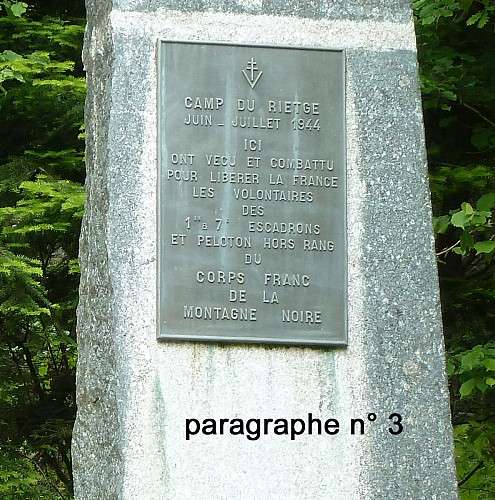 CAMP DU RIETGE
JUIN - JUILLET 1944
ICI
ONT VECU ET COMBATTU
POUR LIBERER LA FRANCE
LES VOLONTAIRES
DES
1er à 7e ESCADRONS
ET PELOTON HORS RANG
DU
CORPS FRANC
DE LA
MONTAGNE NOIRE
paragraphe n° 3